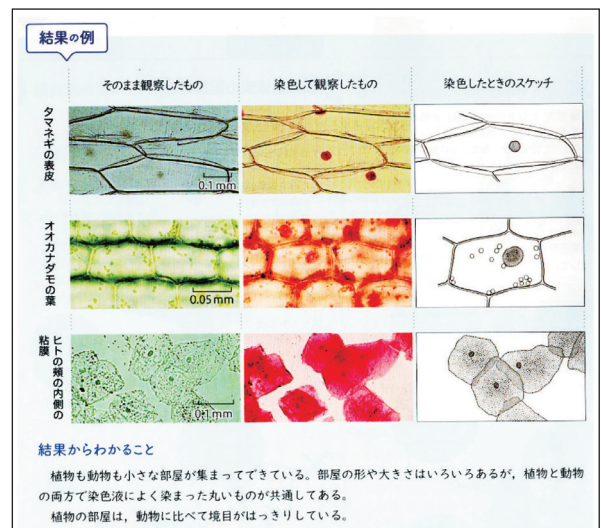 結果の例
そのまま観察したもの
染色して観察したもの
染色したときのスケッチ
タマネギの表皮
0.1mm
オオカナダモの葉
0.05mm
ヒトの頬の内側の
粘膜
0.1mm
結果からわかること
植物も動物も小さな部屋が集まってできている。部屋の形や大きさはいろいろあるが,植物と動物
の両方で染色液によく染まった丸いものが共通してある。
植物の部屋は,動物に比べて境目がはっきりしている。